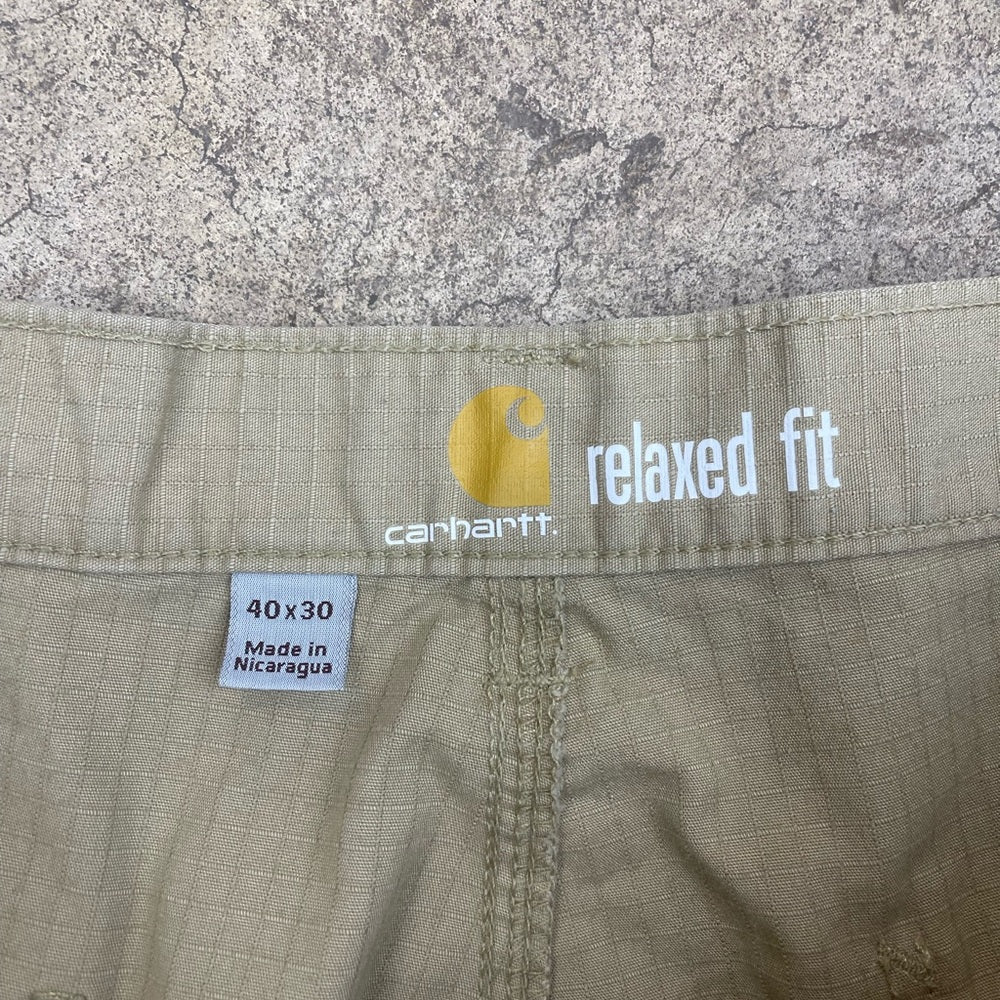 relaxed fit
carhartt.
40x30
Made in
Nicaragua